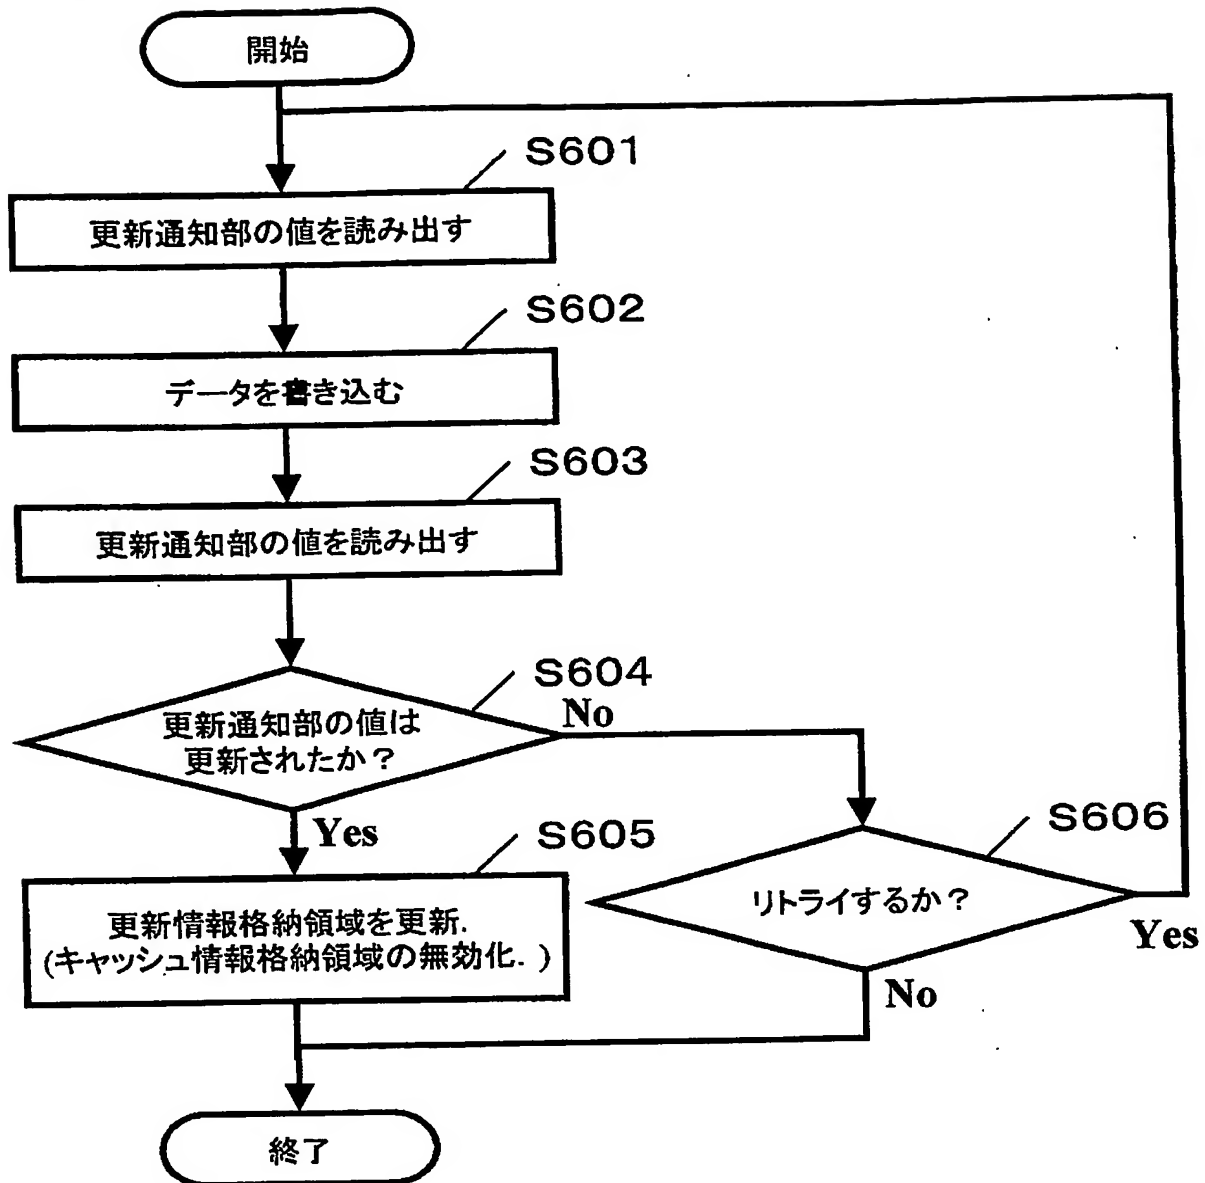 開始
S601
更新通知部の値を読み出す
S602
データを書き込む
S603
更新通知部の値を読み出す
S604
更新通知部の値は
更新されたか?
No
Yes
S605
更新情報格納領域を更新.
(キャッシュ情報格納領域の無効化. )
S606
リトライするか?
Yes
No
終了